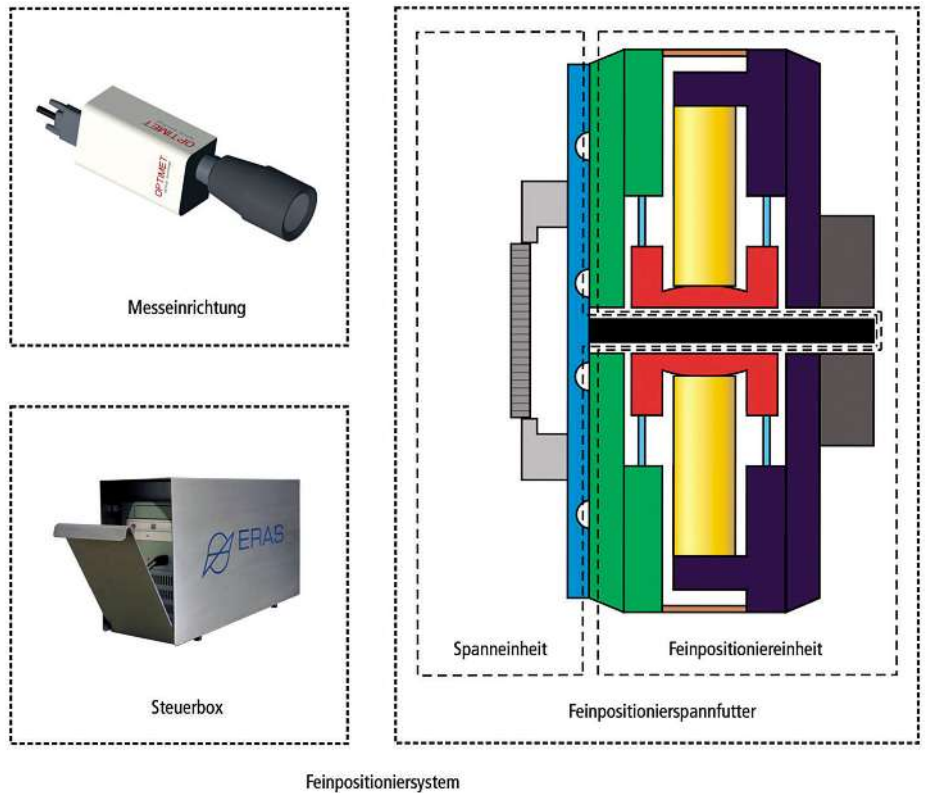 OPTIMET
OPTIMET
Messeinrichtung
ERAS
Steuerbox
Spanneinheit
Feinpositioniereinheit
Feinpositionierspannfutter
Feinpositioniersystem